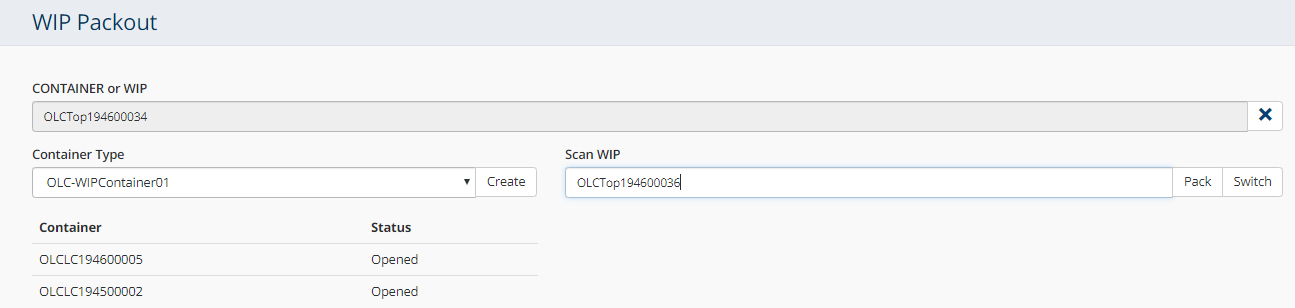 WIP Packout
CONTAINER or WIP
OLCTop194600034
Container Type
Scan WIP
OLC-WIPContainer01
Create
OLCTop194600036
Pack
Switch
Container Status
OLCLC194600005 Opened
OLCLC194500002 Opened